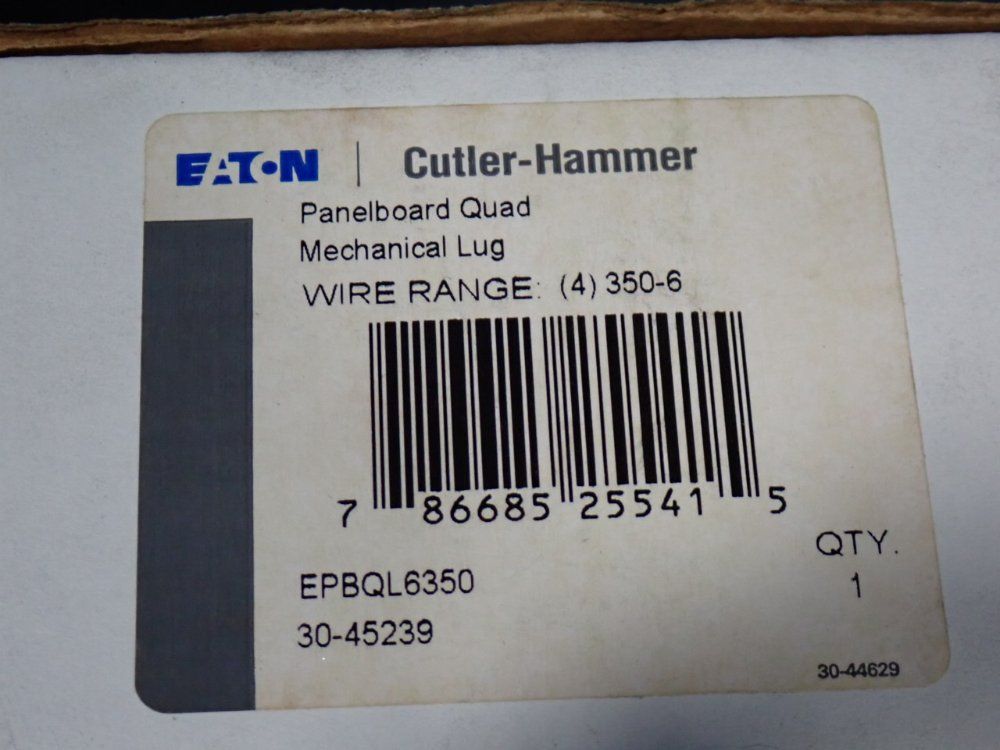 EATON | Cutler-Hammer
Panelboard Quad
Mechanical Lug
WIRE RANGE: (4) 350-6
7 86685 25541 5
QTY.
EPBQL6350 1
30-45239
30-44629